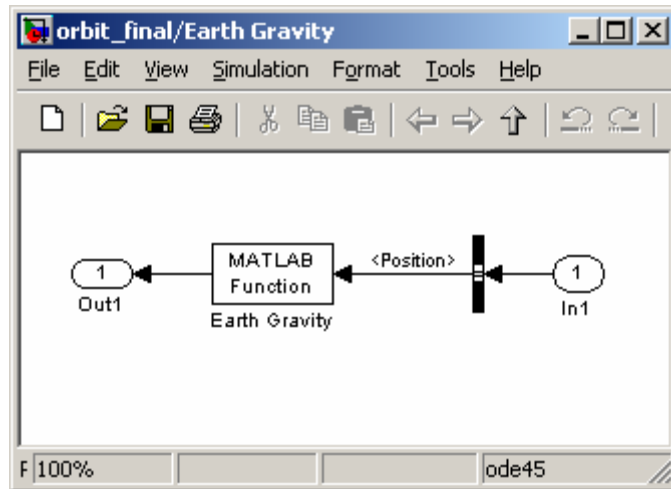 orbit_final/Earth Gravity
File Edit View Simulation Format Tools Help
1
Out1
MATLAB
Function
Earth Gravity
<Position>
1
In1
F 100% ode45